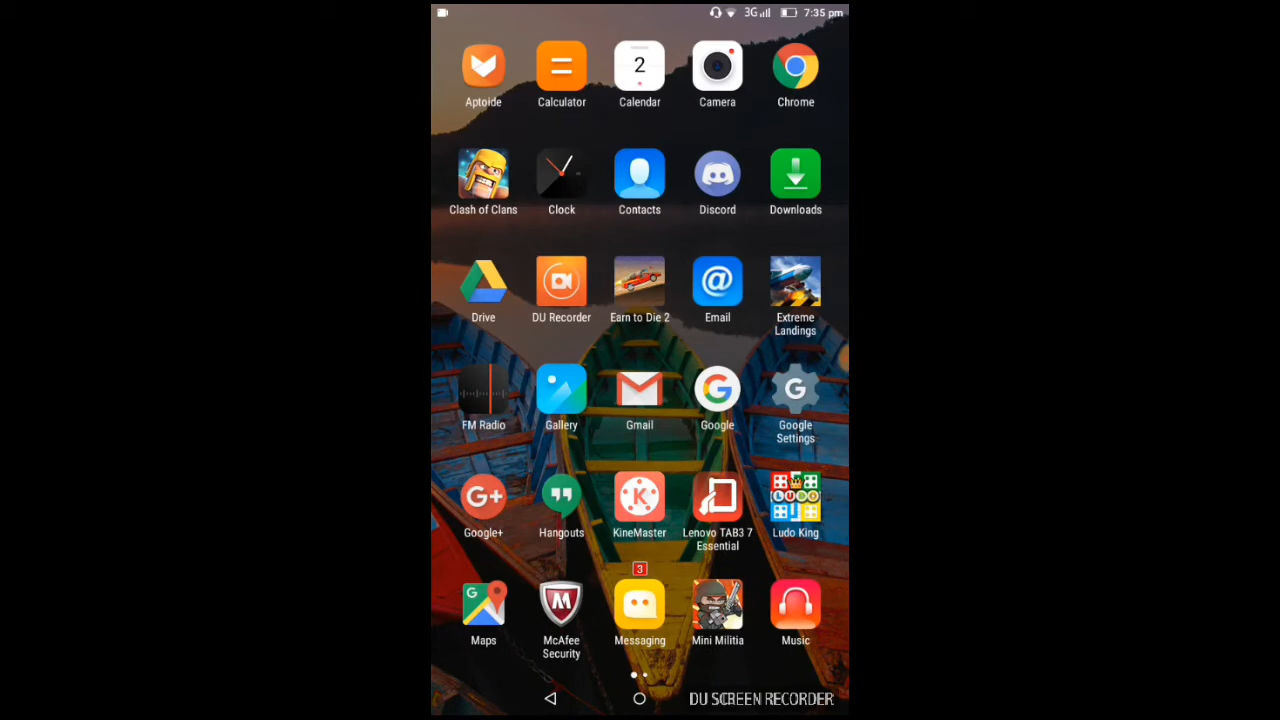 3G 7:35 pm
2
Aptoide Calculator Calendar Camera Chrome
Clash of Clans Clock Contacts Discord Downloads
Drive DU Recorder Earn to Die 2 Email Extreme
Landings
FM Radio Gallery Gmail Google Google
Settings
G+
K
LUDO
Google+ Hangouts KineMaster Lenovo TAB3 7 Ludo King
Essential
3
Maps McAfee Messaging Mini Militia Music
Security
DU SCREEN RECORDER